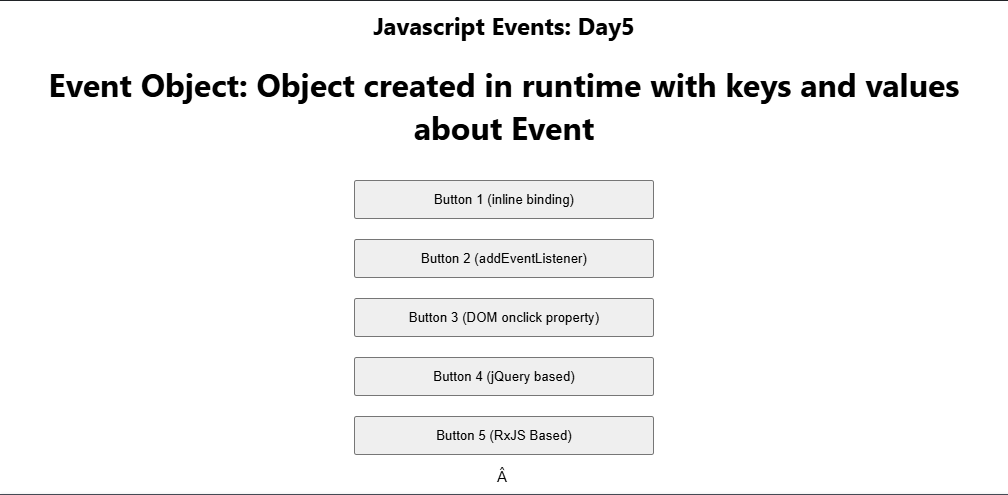 Javascript Events: Day5
Event Object: Object created in runtime with keys and values
about Event
Button 1 (inline binding)
Button 2 (addEventListener)
Button 3 (DOM onclick property)
Button 4 (jQuery based)
Button 5 (RxJS Based)
Â